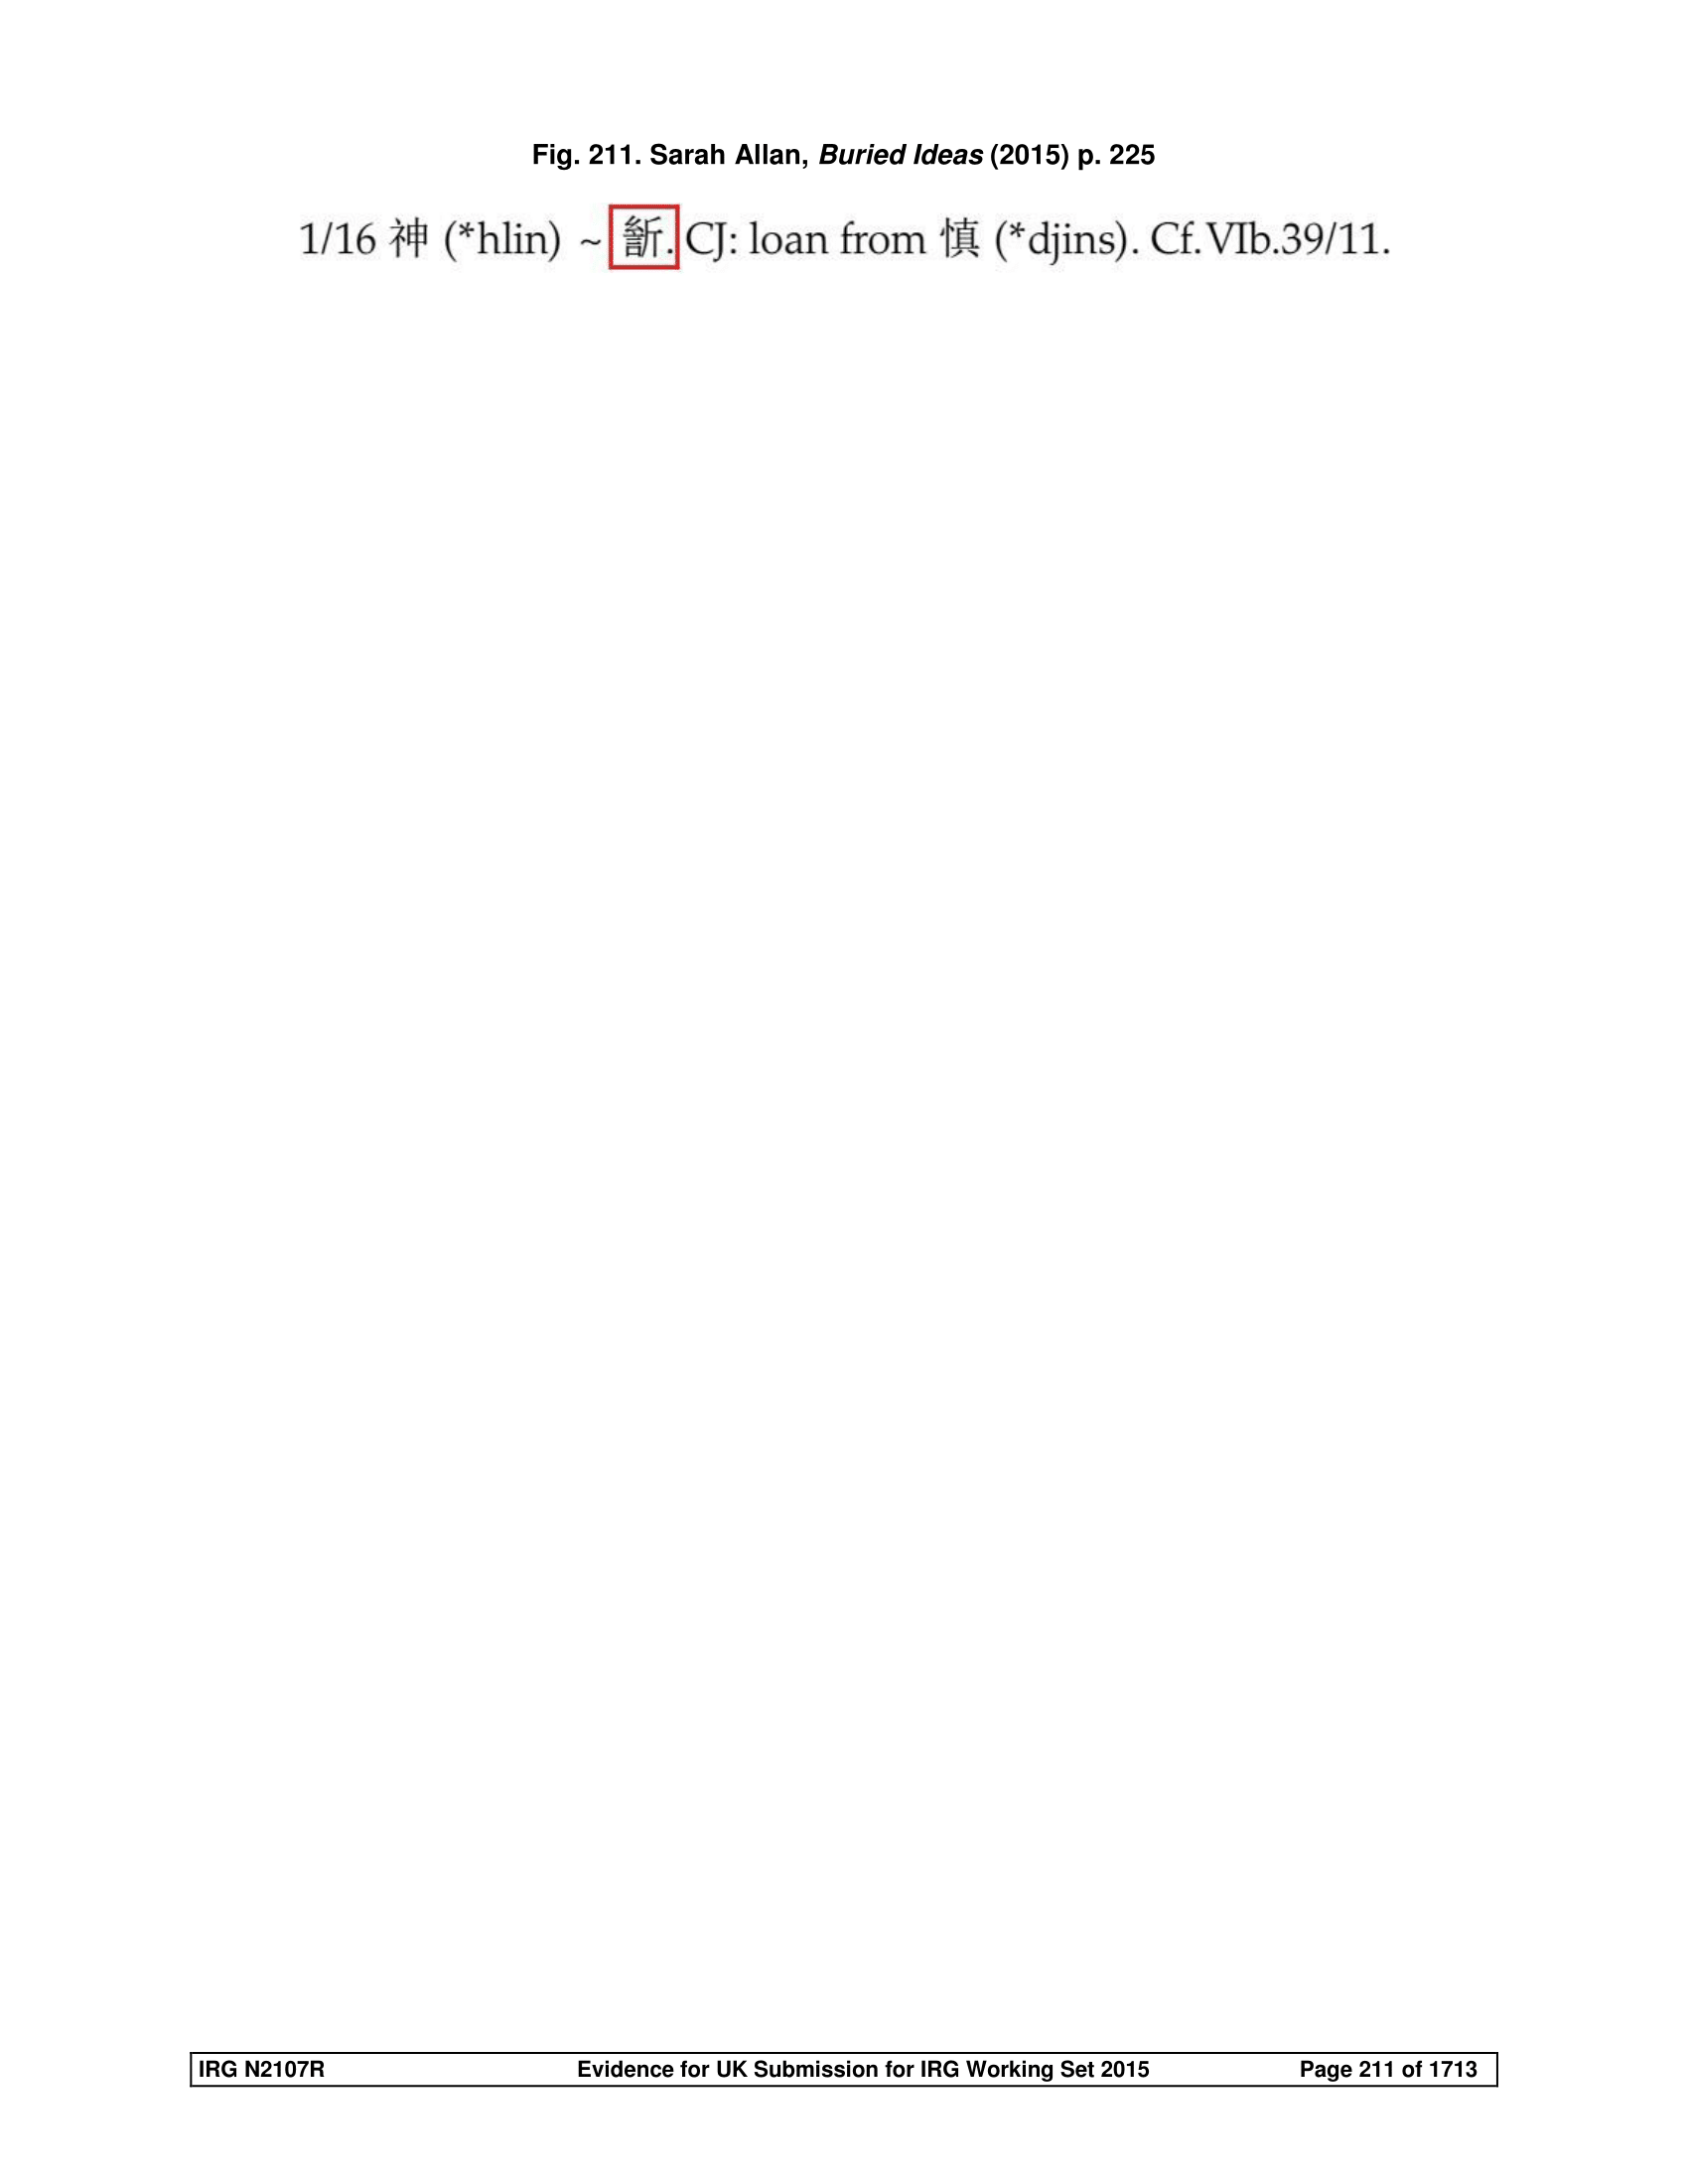 Fig. 211. Sarah Allan, Buried Ideas (2015) p. 225
1/16 神 (*hlin) ~ . CJ: loan from 慎 (*djins). Cf. VIb.39/11.
IRG N2107R Evidence for UK Submission for IRG Working Set 2015 Page 211 of 1713